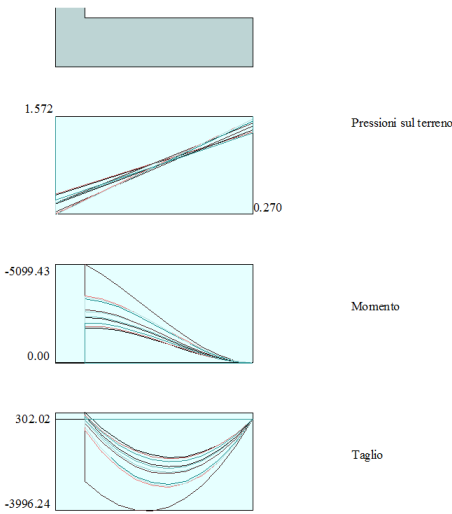 1.572
Pressioni sul terreno
0.270
-5099.43
Momento
0.00
302.02
Taglio
-3996.24